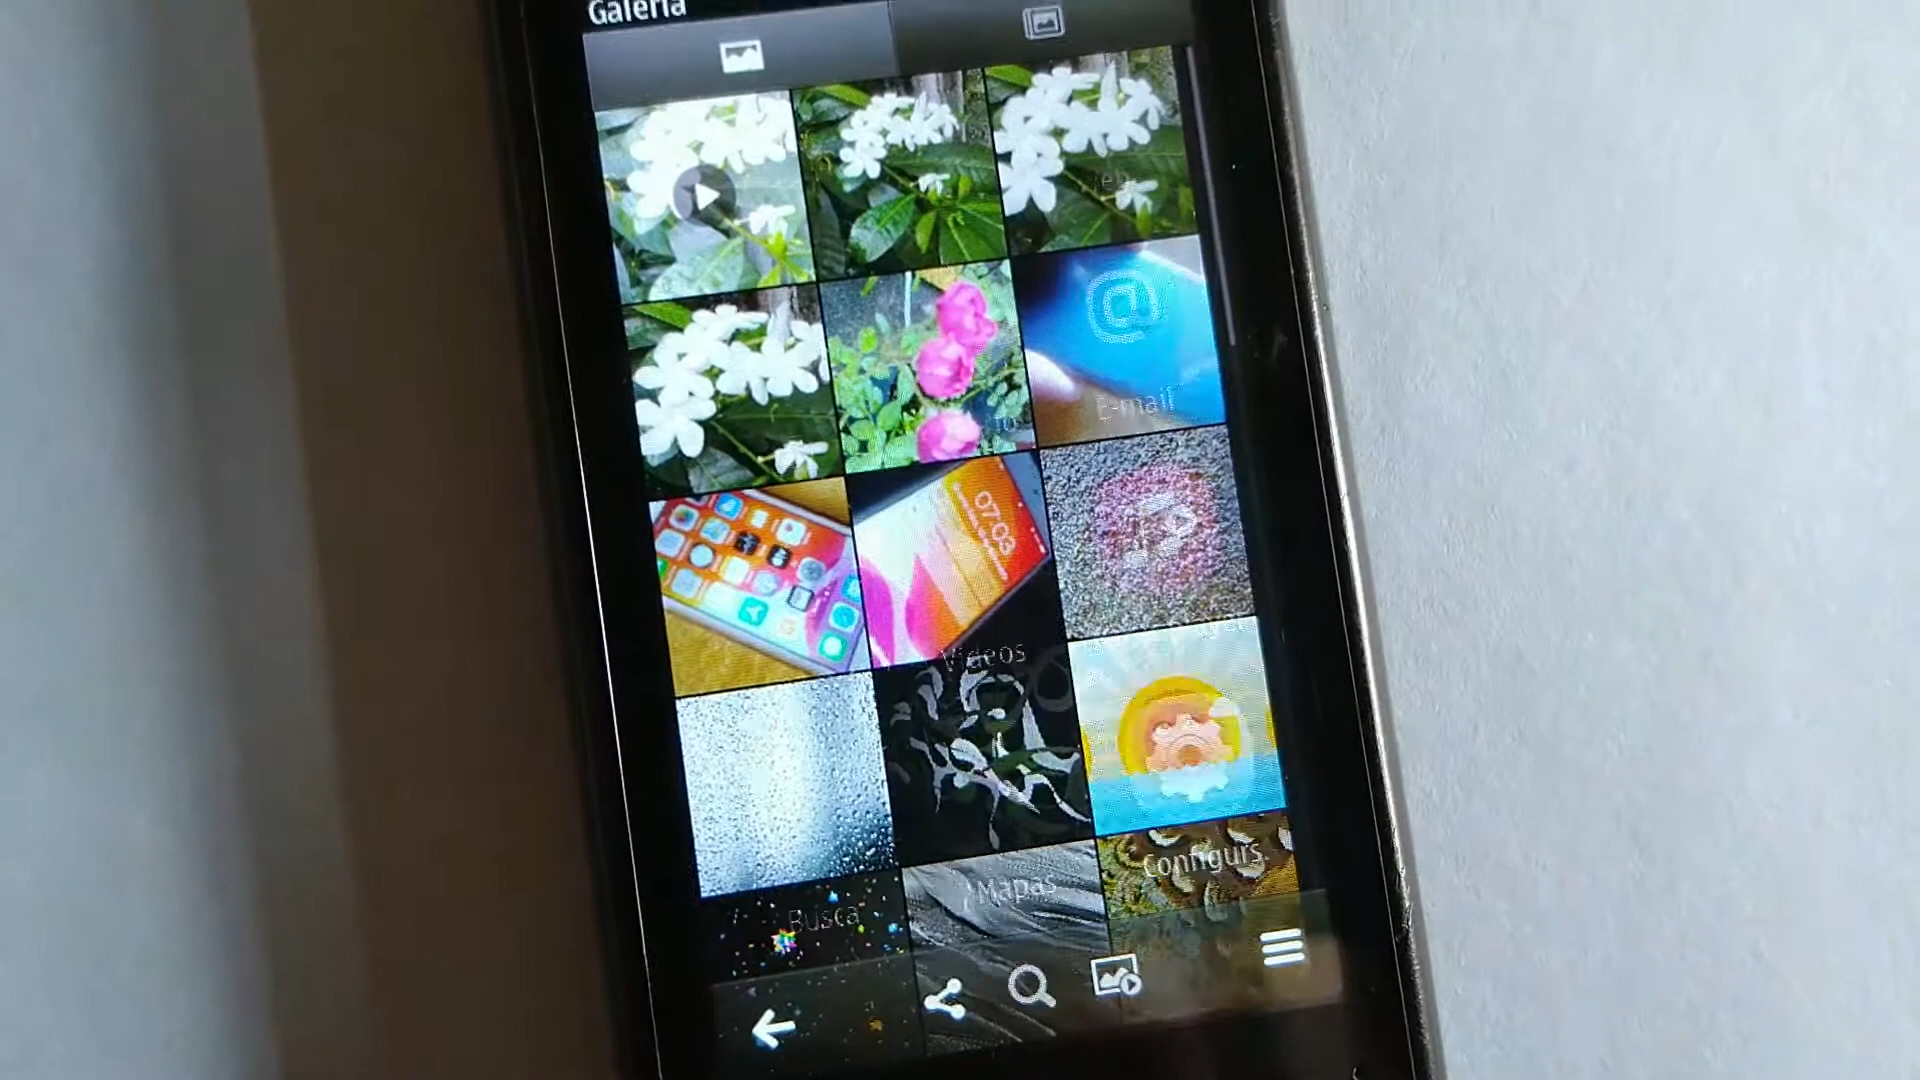 Galeria
@
E-mail
07:03
Vídeos
Configurs.
Mapas
Busca